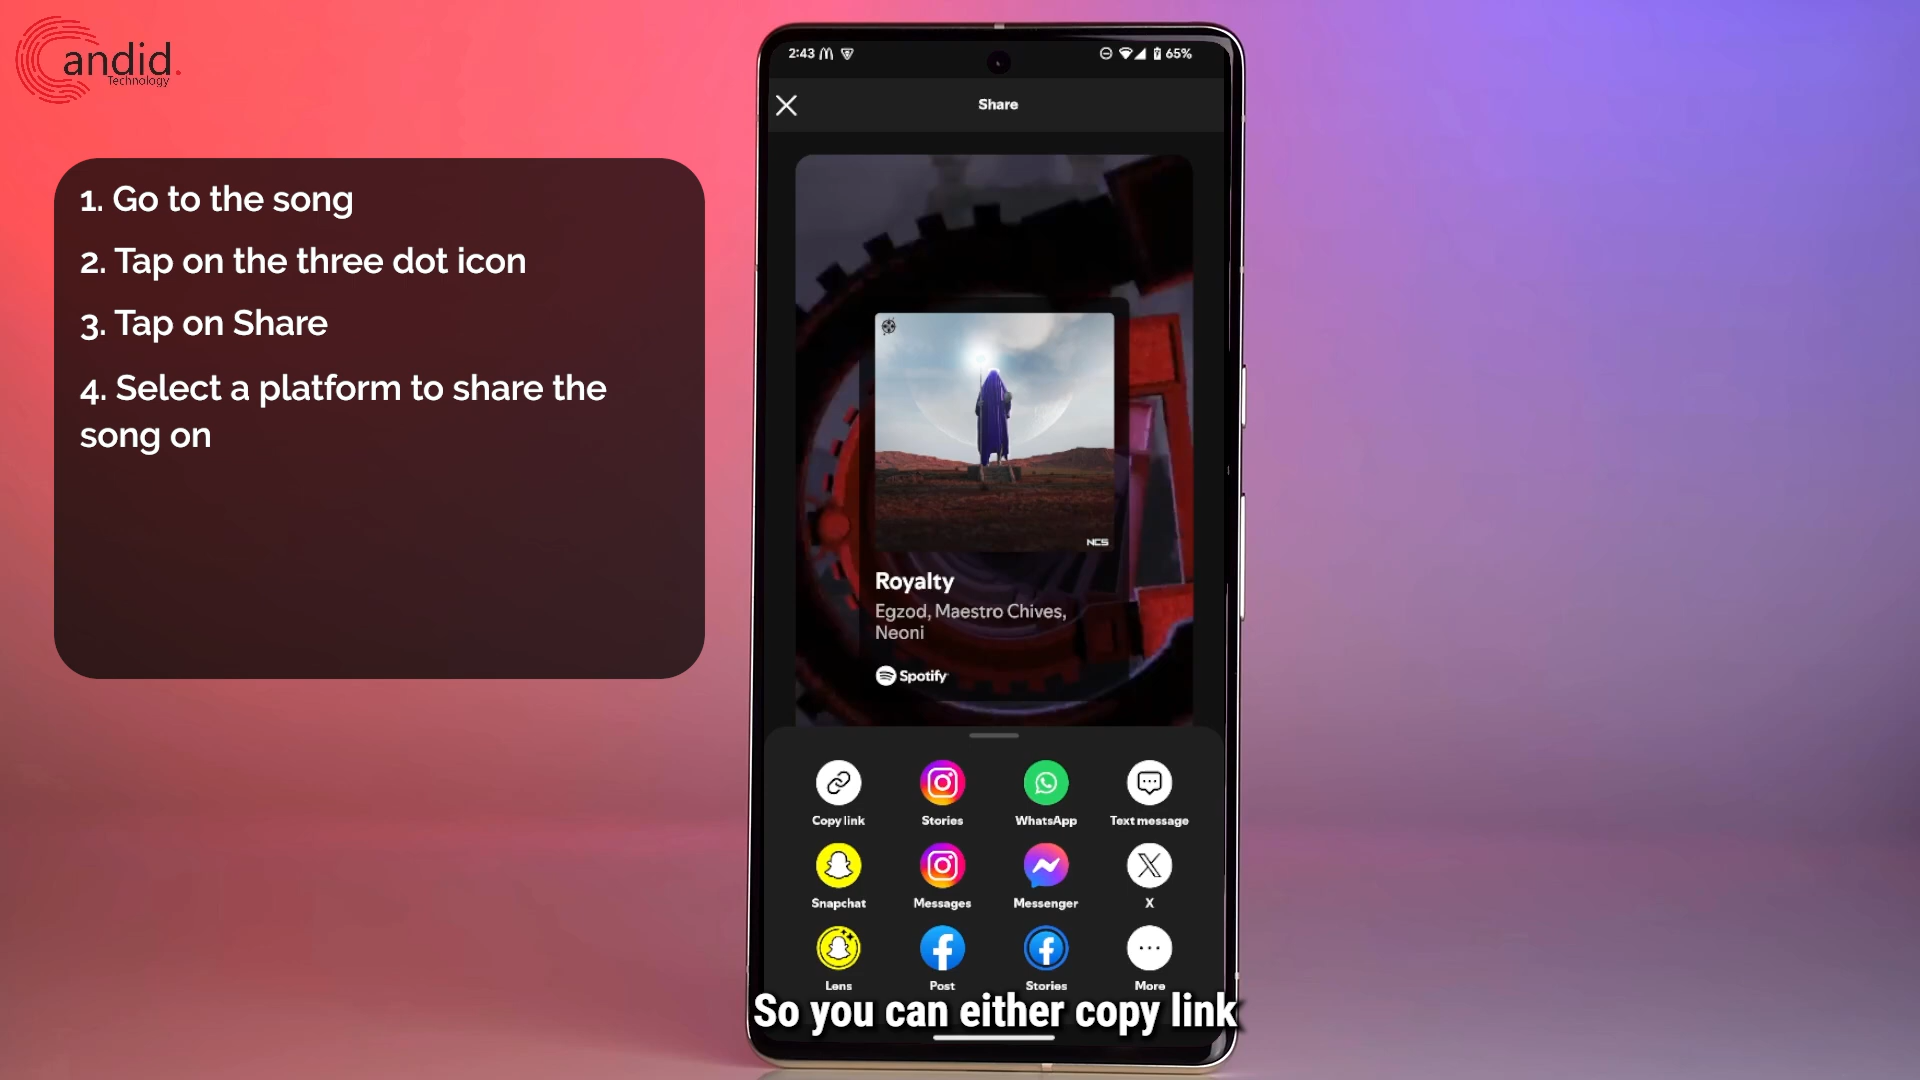 Candid.
Technology
1. Go to the song
2. Tap on the three dot icon
3. Tap on Share
4. Select a platform to share the
song on
2:43
65%
Share
NCS
Royalty
Egzod, Maestro Chives,
Neoni
Spotify
Copy link
Stories
WhatsApp
Text message
Snapchat
Messages
Messenger
X
Lens
Post
Stories
More
So you can either copy link